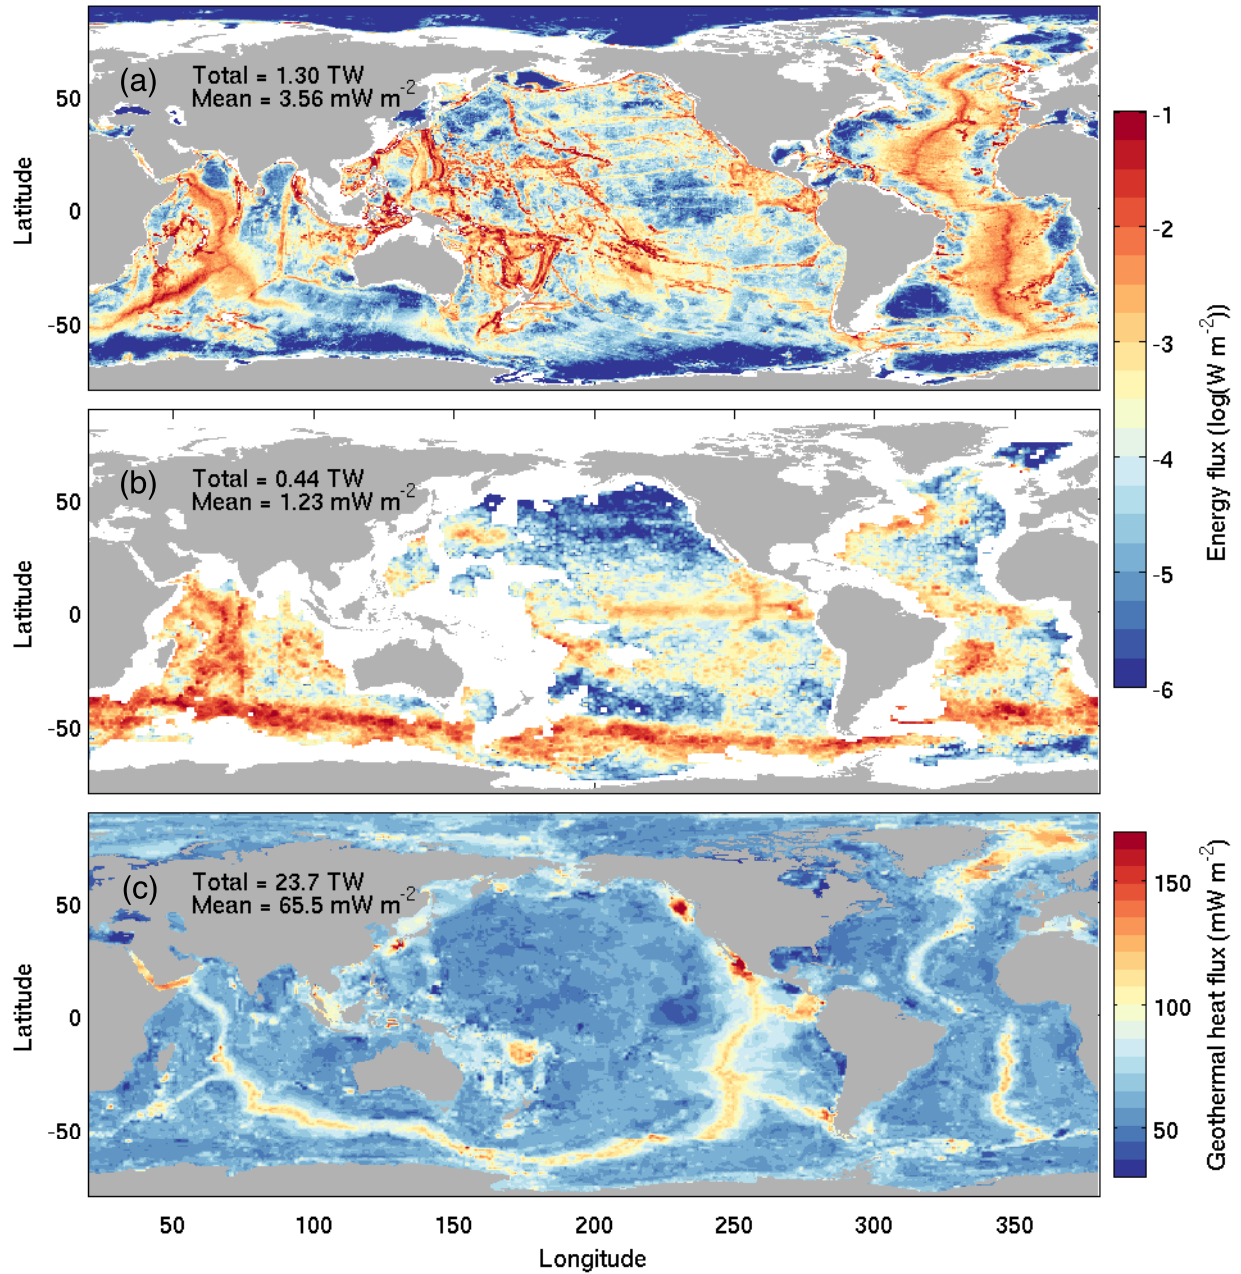 (a)
Total = 1.30 TW
Mean = 3.56 mW m-2
50
0
-50
Latitude
(b)
Total = 0.44 TW
Mean = 1.23 mW m-2
50
0
-50
Latitude
-1
-2
-3
-4
-5
-6
Energy flux (log(W m-2))
(c)
Total = 23.7 TW
Mean = 65.5 mW m-2
50
0
-50
Latitude
50
100
150
200
250
300
350
Longitude
150
100
50
Geothermal heat flux (mW m-2)